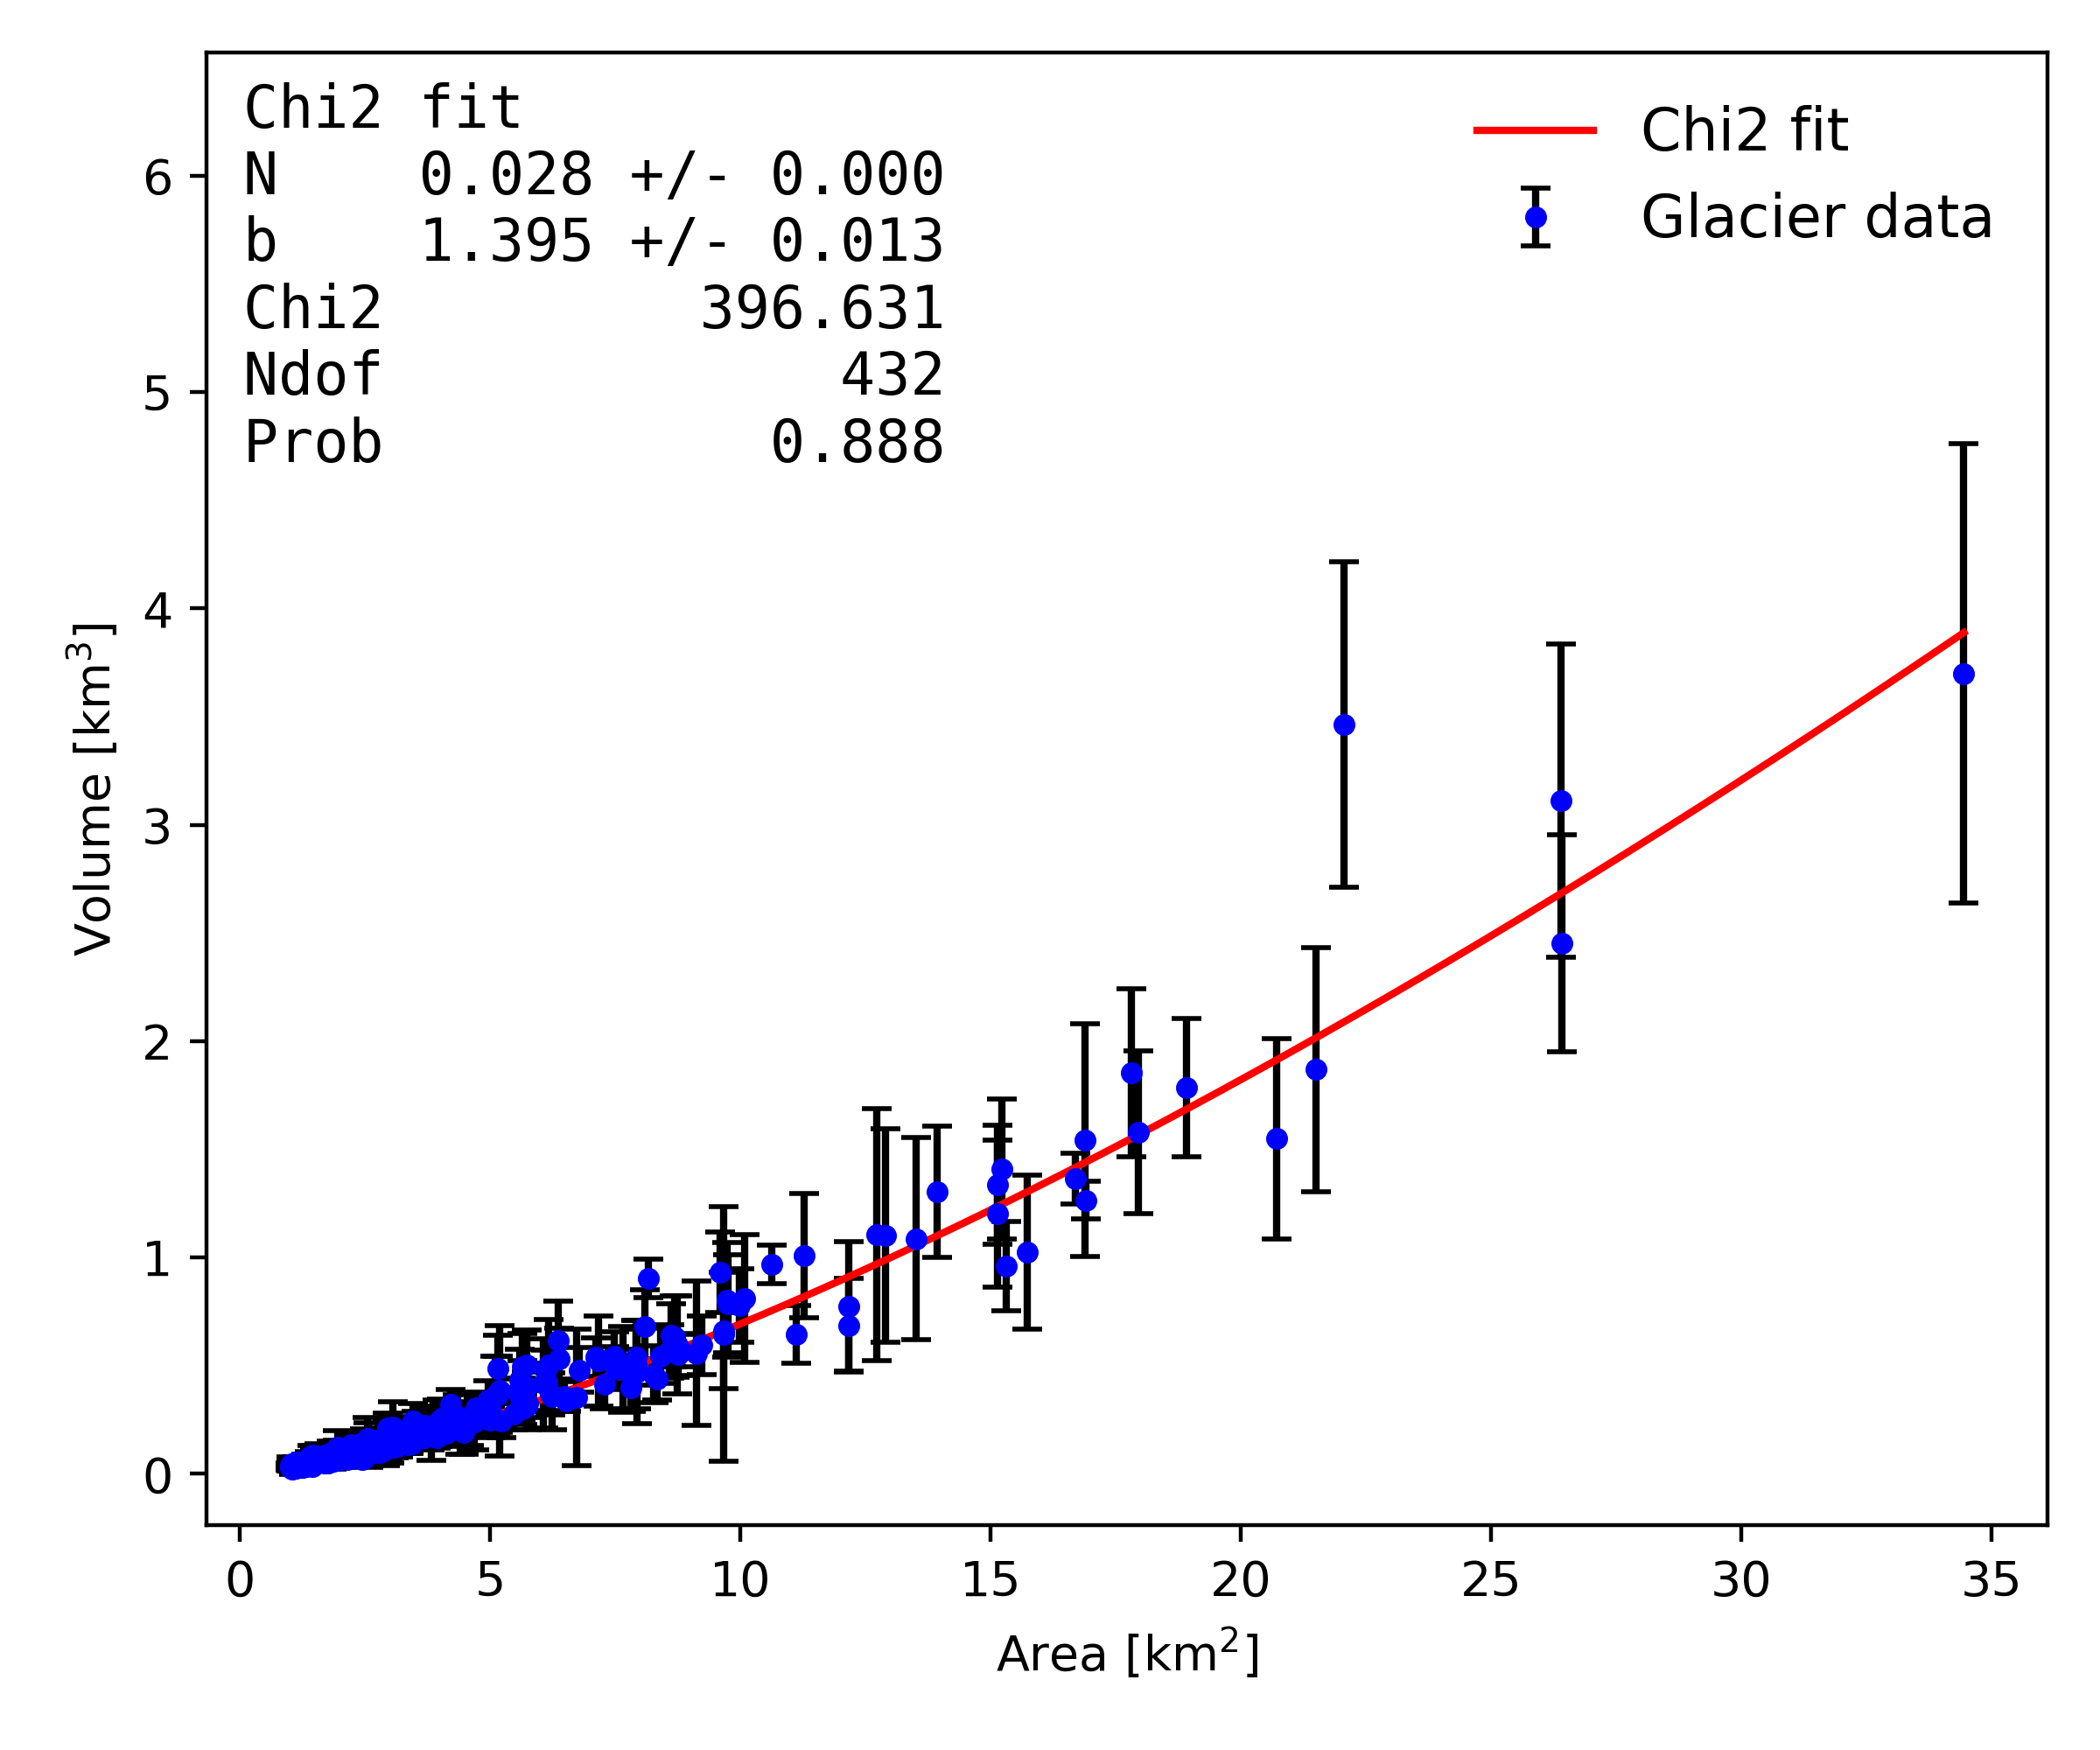 Chi2 fit
N 0.028 +/- 0.000
b 1.395 +/- 0.013
Chi2 396.631
Ndof 432
Prob 0.888
Chi2 fit
Glacier data
6
5
4
3
2
1
0
Volume [km³]
0 5 10 15 20 25 30 35
Area [km²]